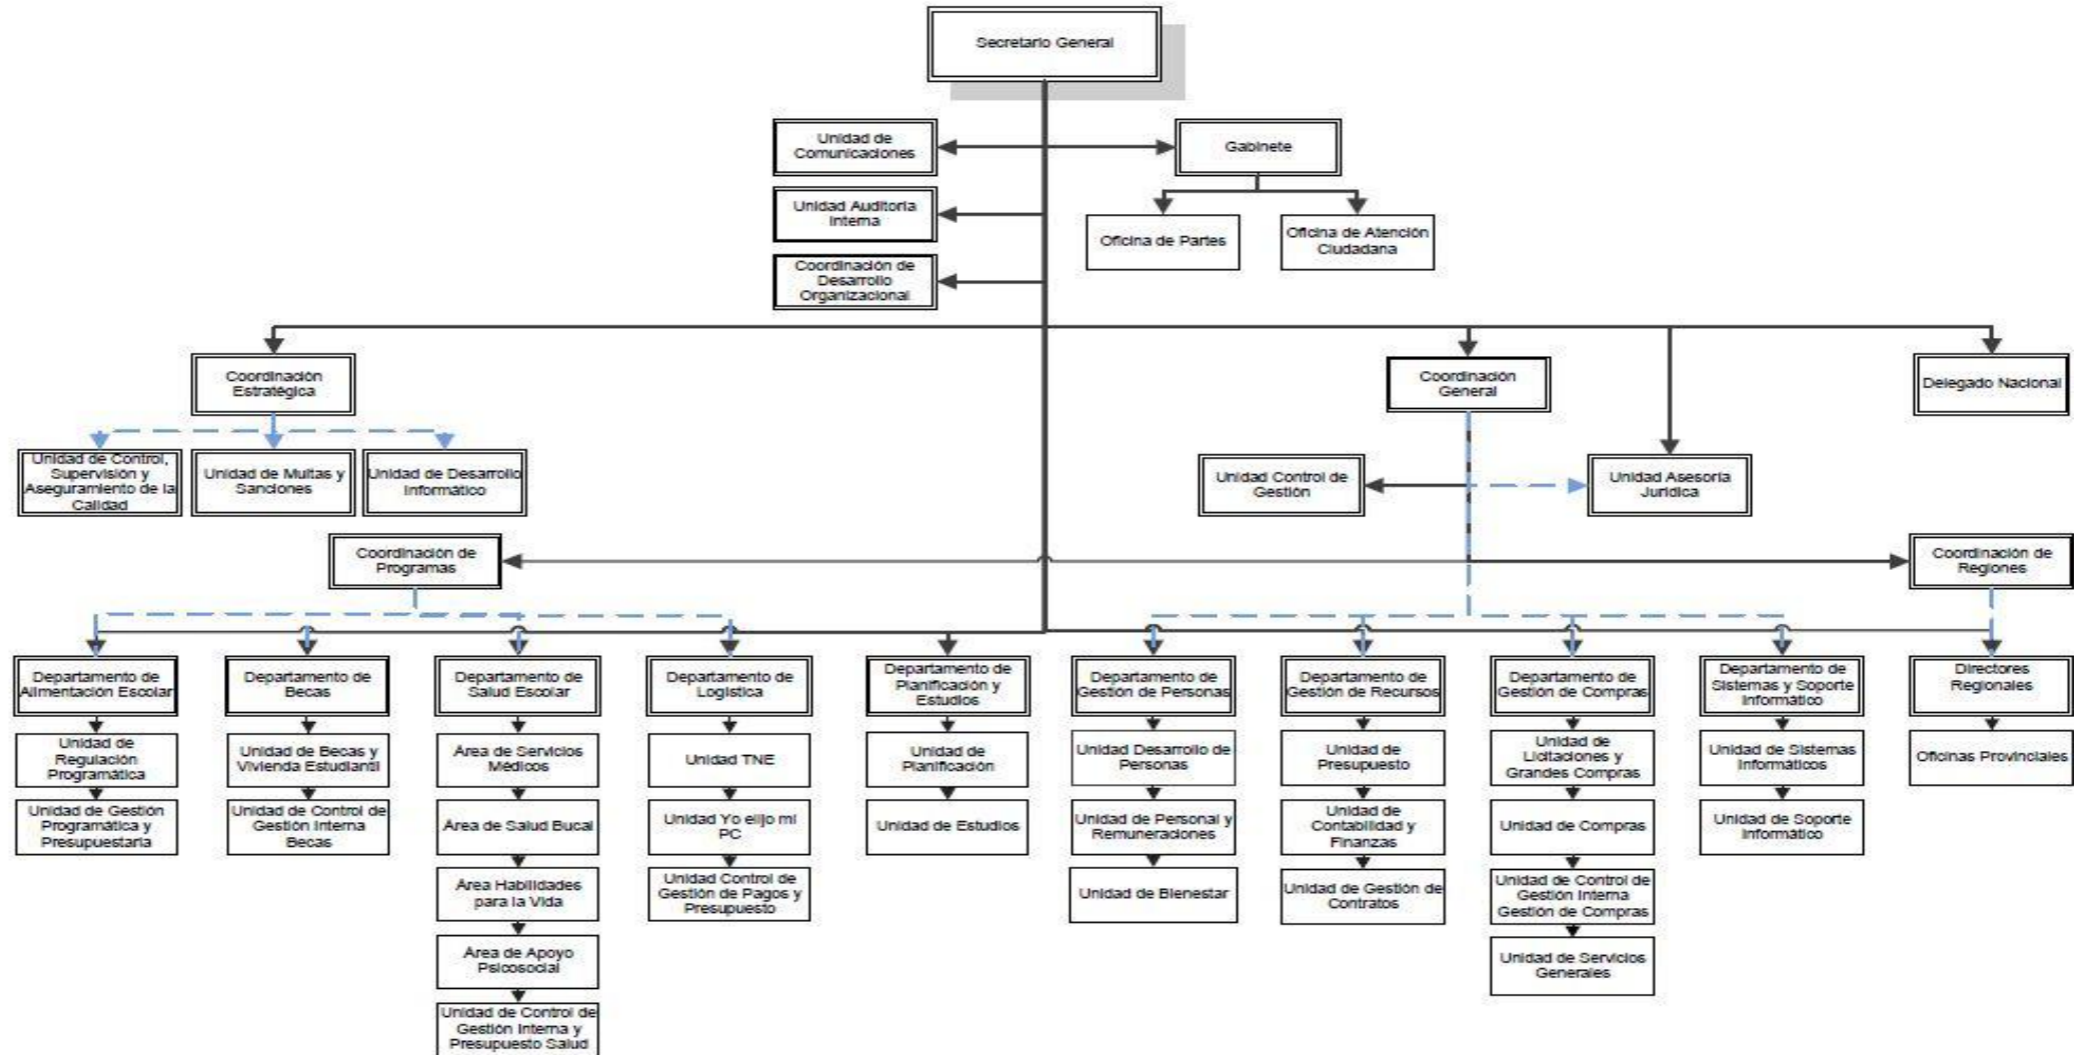 Secretario General
Unidad de
Comunicaciones
Gabinete
Unidad Auditoría
Interna
Oficina de Partes
Oficina de Atención
Ciudadana
Coordinación de
Desarrollo
Organizacional
Coordinación
Estratégica
Coordinación
General
Delegado Nacional
Unidad de Control,
Supervisión y
Aseguramiento de la
Calidad
Unidad de Multas y
Sanciones
Unidad de Desarrollo
Informático
Unidad Control de
Gestión
Unidad Asesoría
Jurídica
Coordinación de
Programas
Coordinación de
Regiones
Departamento de
Alimentación Escolar
Departamento de
Becas
Departamento de
Salud Escolar
Departamento de
Logística
Departamento de
Planificación y
Estudios
Departamento de
Gestión de Personas
Departamento de
Gestión de Recursos
Departamento de
Gestión de Compras
Departamento de
Sistemas y Soporte
Informático
Directores
Regionales
Unidad de
Regulación
Programática
Unidad de Becas y
Vivienda Estudiantil
Área de Servicios
Médicos
Unidad TNE
Unidad de
Planificación
Unidad Desarrollo de
Personas
Unidad de
Presupuesto
Unidad de
Licitaciones y
Grandes Compras
Unidad de Sistemas
Informáticos
Oficinas Provinciales
Unidad de Gestión
Programática y
Presupuestaria
Unidad de Control de
Gestión Interna
Becas
Área de Salud Bucal
Unidad Yo elijo mi
PC
Unidad de Estudios
Unidad de Personal y
Remuneraciones
Unidad de
Contabilidad y
Finanzas
Unidad de Compras
Unidad de Soporte
Informático
Área Habilidades
para la Vida
Unidad Control de
Gestión de Pagos y
Presupuesto
Unidad de Bienestar
Unidad de Gestión de
Contratos
Unidad de Control de
Gestión Interna
Gestión de Compras
Área de Apoyo
Psicosocial
Unidad de Servicios
Generales
Unidad de Control de
Gestión Interna y
Presupuesto Salud